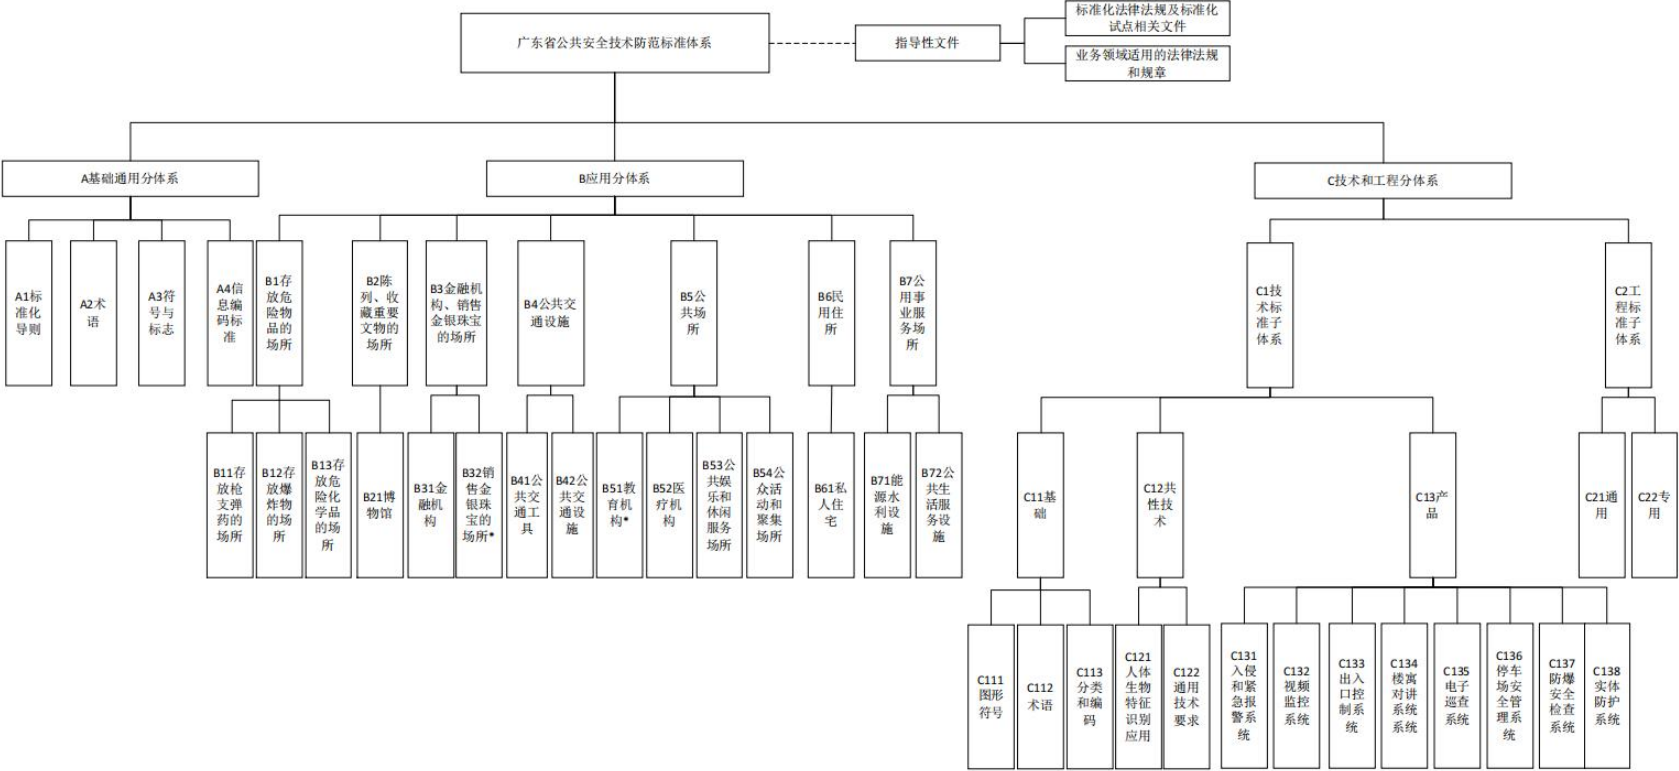 标准化法律法规及标准化
试点相关文件
广东省公共安全技术防范标准体系
指导性文件
业务领域适用的法律法规
和规章
A基础通用分体系
B应用分体系
C技术和工程分体系
A1标
准化
导则
A2术
语
A3符
号与
标志
A4信
息编
码标
准
B1存
放危
险物
品的
场所
B2陈
列、收
藏重要
文物的
场所
B3金融机
构、销售
金银珠宝
的场所
B4公共交
通设施
B5公
共场
所
B6民
用住
所
B7公
用事
业服
务场
所
C1技
术标
准子
体系
C2工
程标
准子
体系
B11存
放枪
支弹
药的
场所
B12存
放爆
炸物
的场
所
B13存
放危
险化
学品
的场
所
B21博
物馆
B31金
融机
构
B32销
售金
银珠
宝的
场所*
B41公
共交
通工
具
B42公
共交
通设
施
B51教
育机
构*
B52医
疗机
构
B53公
共娱
乐和
休闲
服务
场所
B54公
众活
动和
聚集
场所
B61私
人住
宅
B71能
源水
利设
施
B72公
共生
活服
务设
施
C11基
础
C12共
性技
术
C13产
品
C21通
用
C22专
用
C111
图形
符号
C112
术语
C113
分类
和编
码
C121
人体
生物
特征
识别
应用
C122
通用
技术
要求
C131
入侵
和紧
急报
警系
统
C132
视频
监控
系统
C133
出入
口控
制系
统
C134
楼寓
对讲
系统
系统
C135
电子
巡查
系统
C136
停车
场安
全管
理系
统
C137
防爆
安全
检查
系统
C138
实体
防护
系统